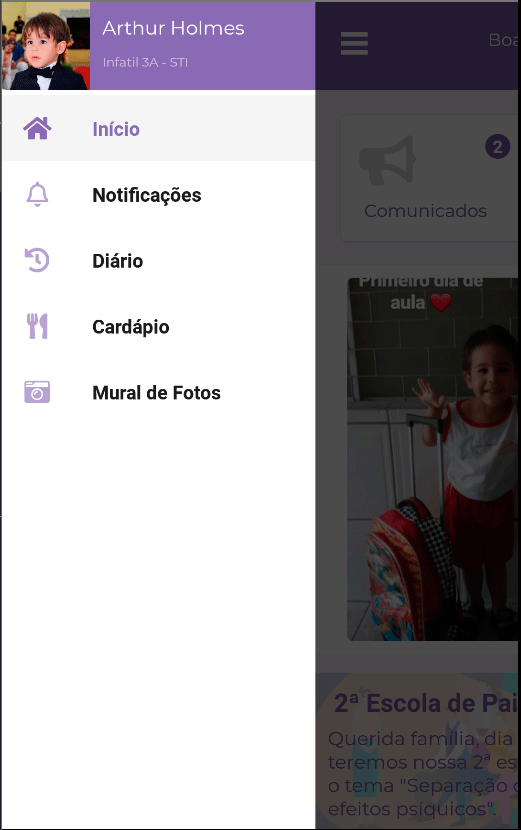 Arthur Holmes
Infatil 3A - STI
Início
Notificações
Diário
Cardápio
Mural de Fotos
2
Comunicados
Primeiro dia de
aula ❤️
2ª Escola de Pai
Querida família, dia
teremos nossa 2ª es
o tema "Separação
efeitos psíquicos".